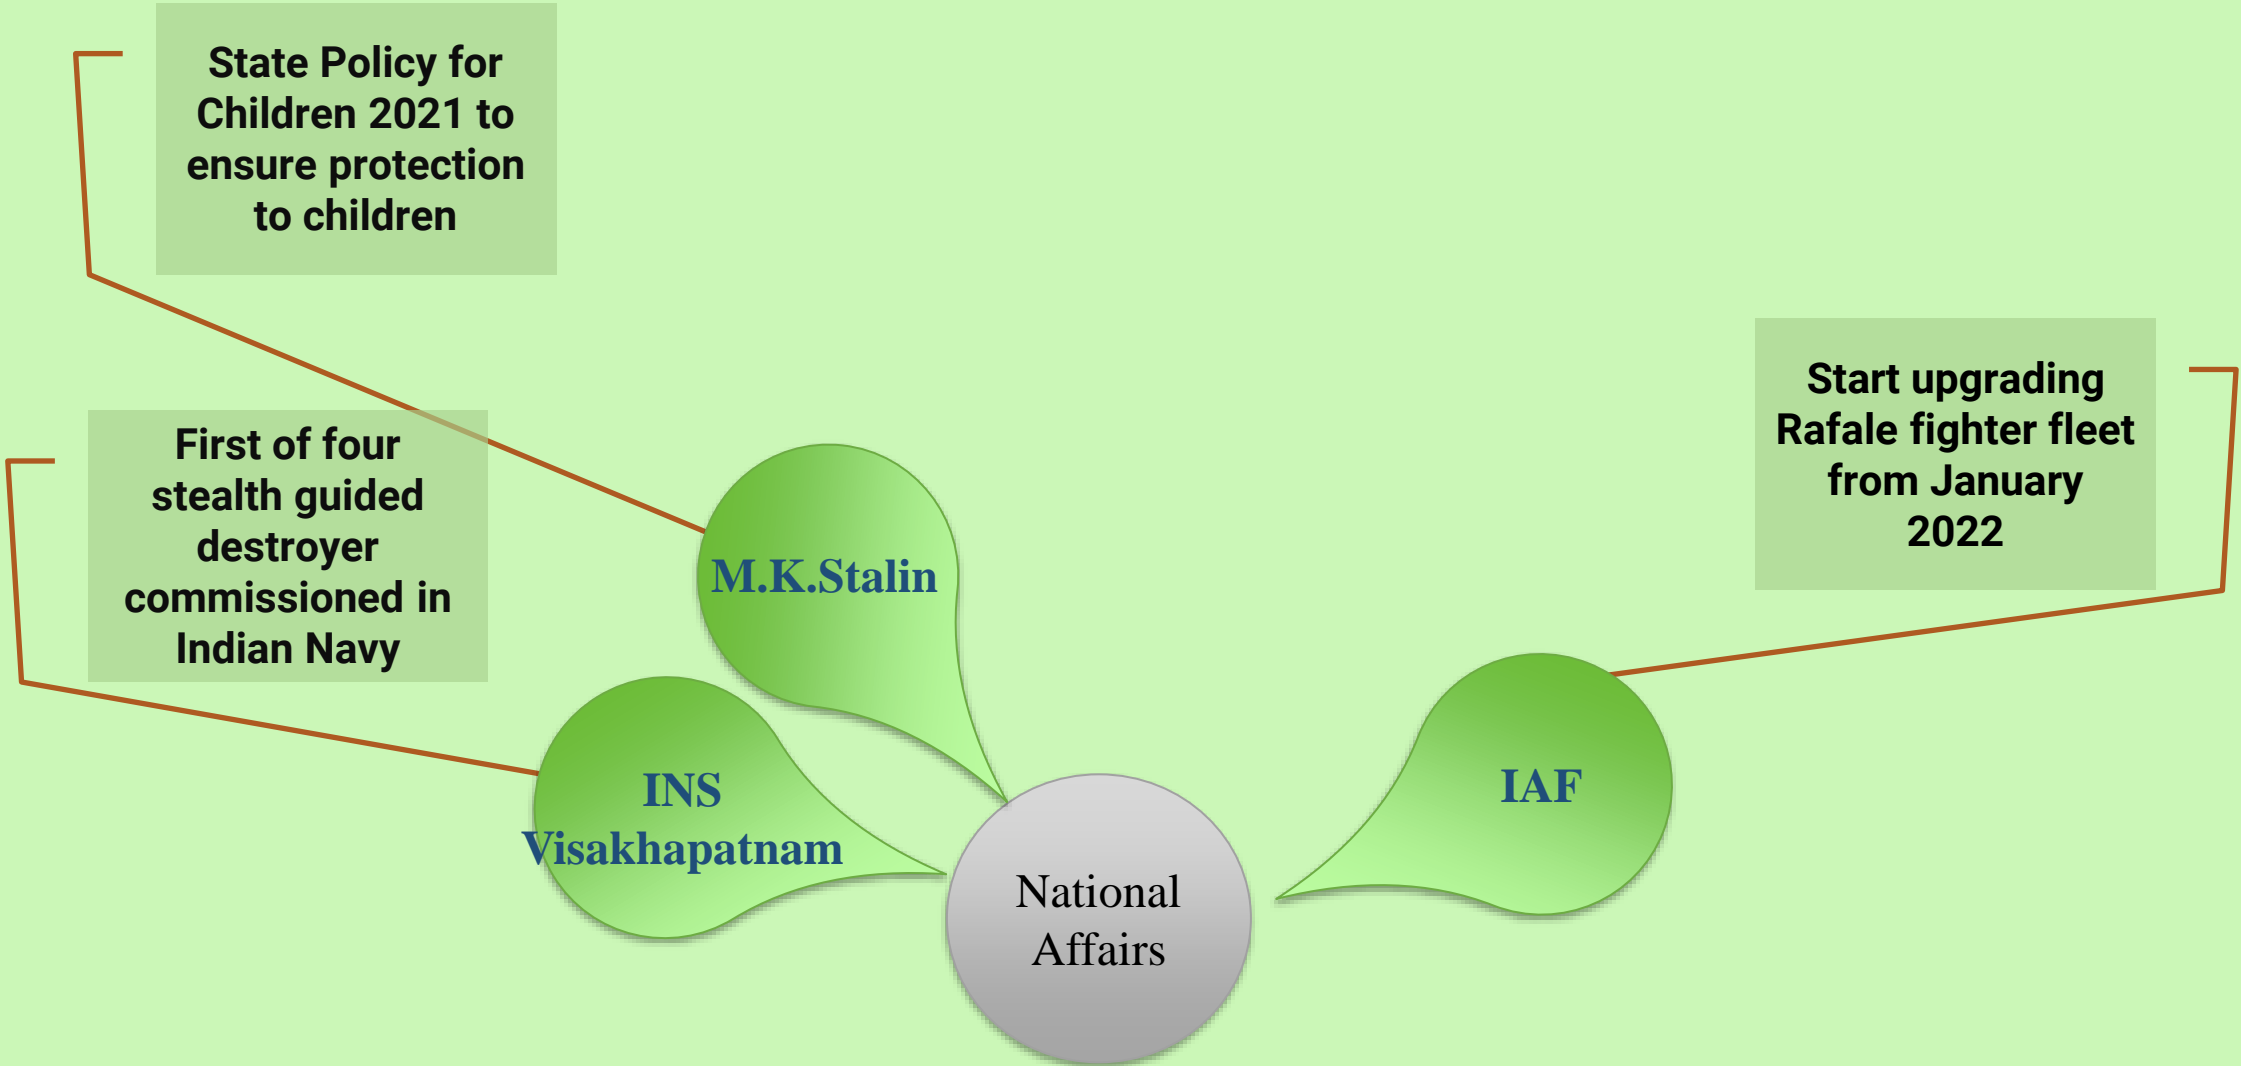 State Policy for
Children 2021 to
ensure protection
to children
First of four
stealth guided
destroyer
commissioned in
Indian Navy
Start upgrading
Rafale fighter fleet
from January
2022
M.K.Stalin
INS
Visakhapatnam
IAF
National
Affairs